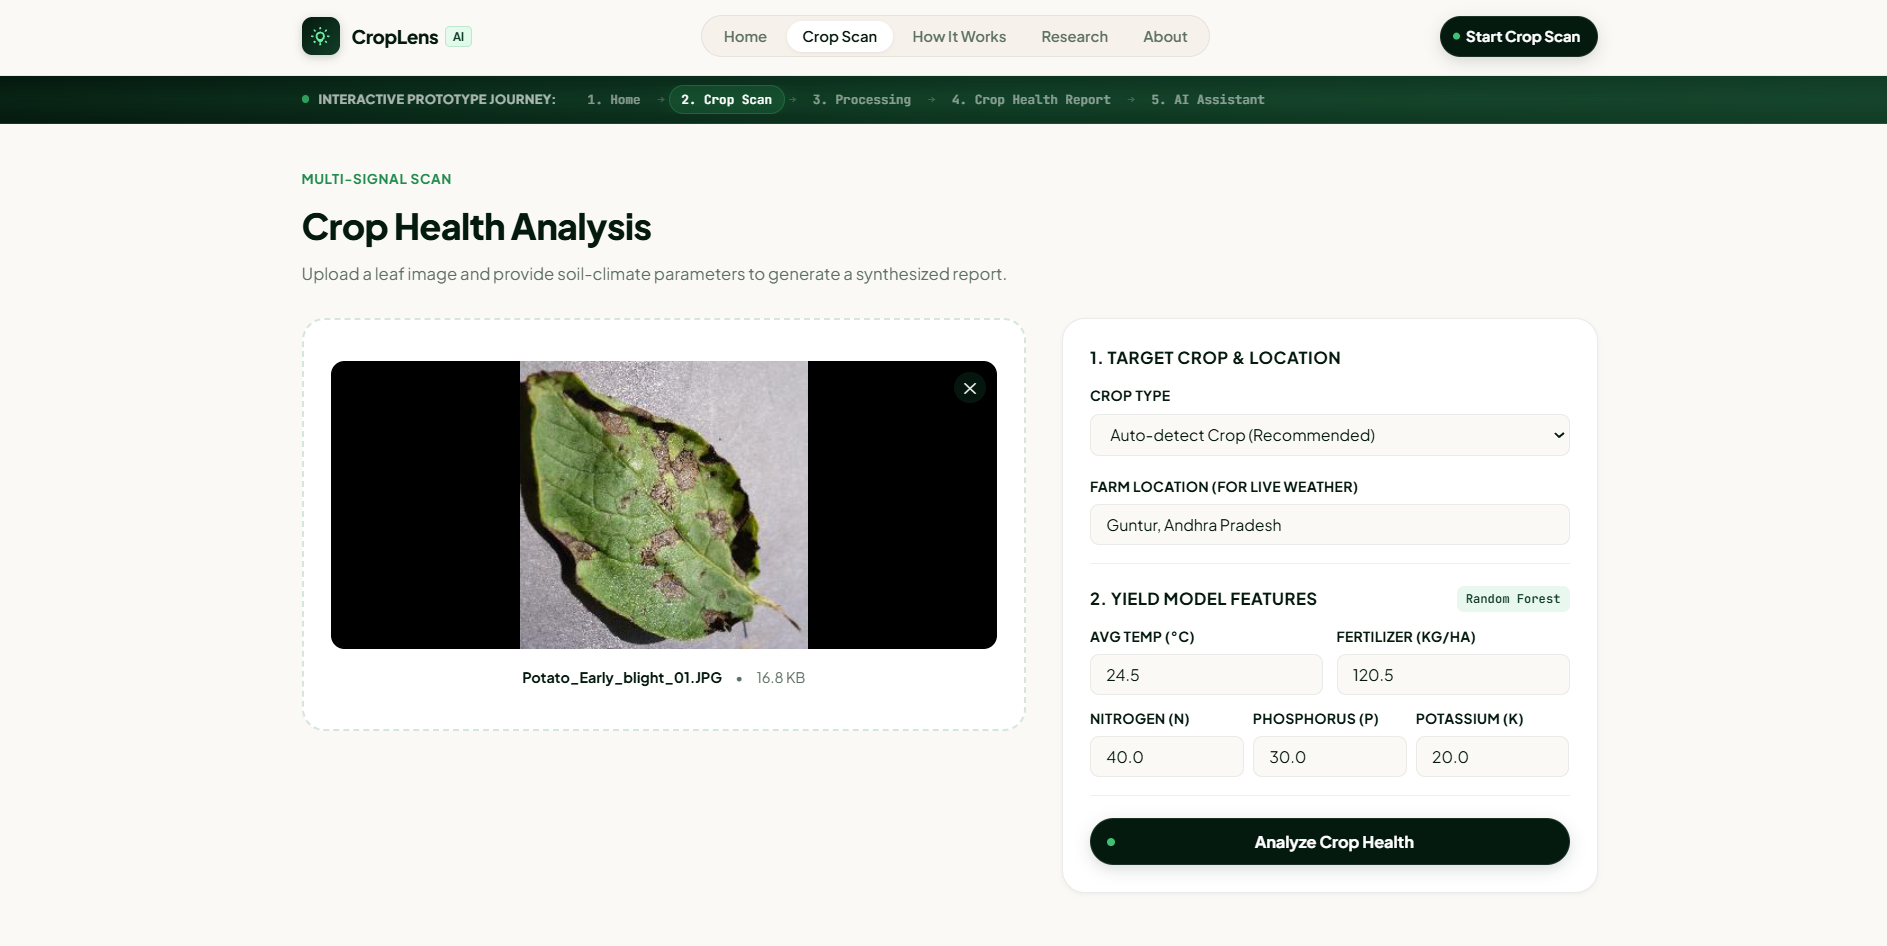 CropLens AI
Home Crop Scan How It Works Research About
Start Crop Scan
INTERACTIVE PROTOTYPE JOURNEY: 1. Home → 2. Crop Scan → 3. Processing → 4. Crop Health Report → 5. AI Assistant
MULTI-SIGNAL SCAN
Crop Health Analysis
Upload a leaf image and provide soil-climate parameters to generate a synthesized report.
Potato_Early_blight_01.JPG • 16.8 KB
1. TARGET CROP & LOCATION
CROP TYPE
Auto-detect Crop (Recommended)
FARM LOCATION (FOR LIVE WEATHER)
Guntur, Andhra Pradesh
2. YIELD MODEL FEATURES Random Forest
AVG TEMP (°C) FERTILIZER (KG/HA)
24.5 120.5
NITROGEN (N) PHOSPHORUS (P) POTASSIUM (K)
40.0 30.0 20.0
Analyze Crop Health